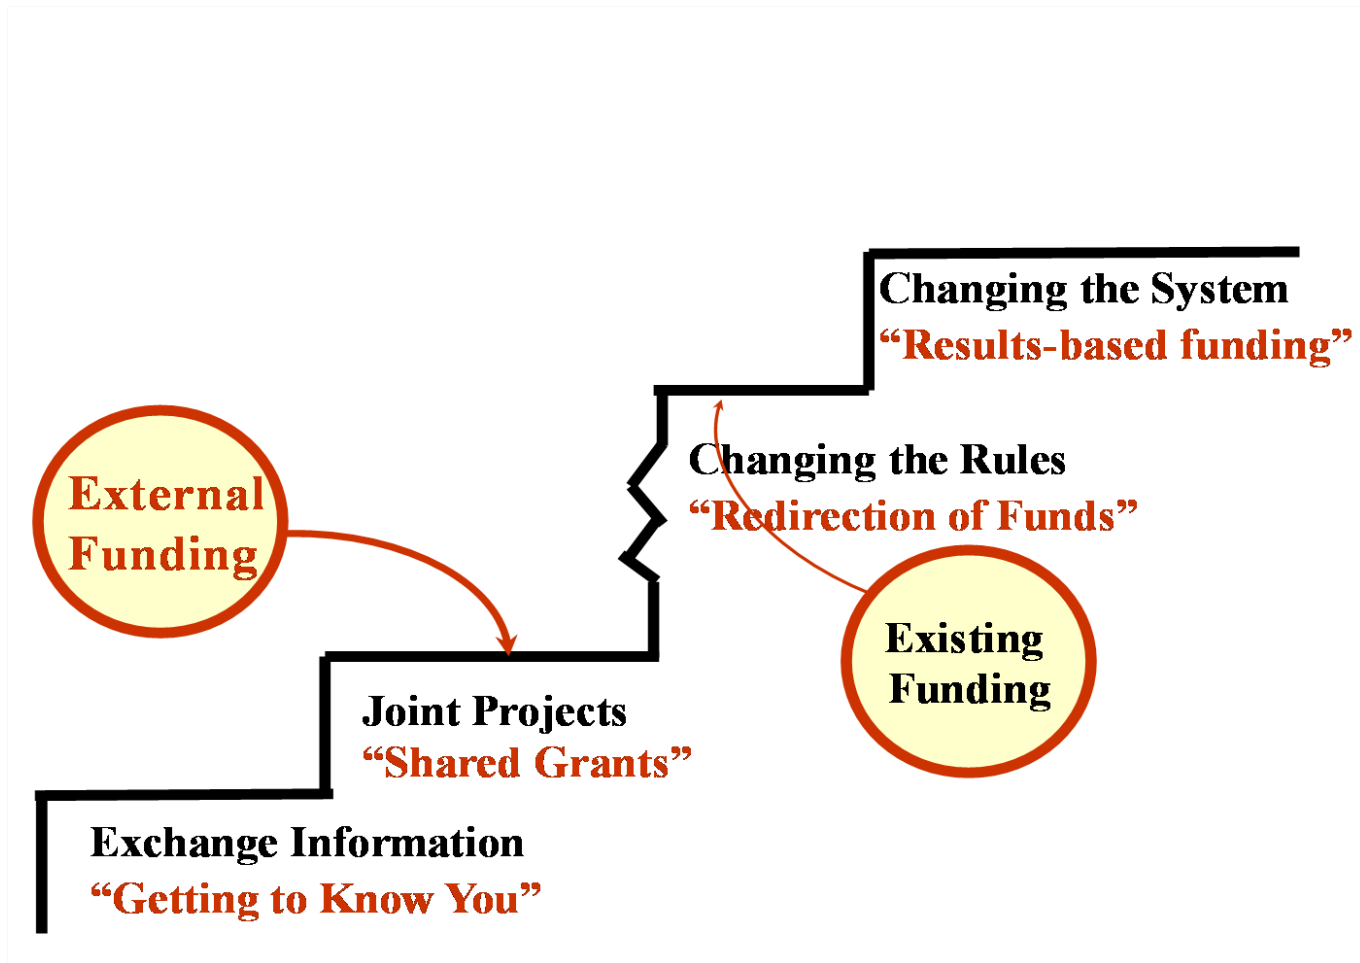 Changing the System
“Results-based funding”
Changing the Rules
“Redirection of Funds”
External
Funding
Existing
Funding
Joint Projects
“Shared Grants”
Exchange Information
“Getting to Know You”